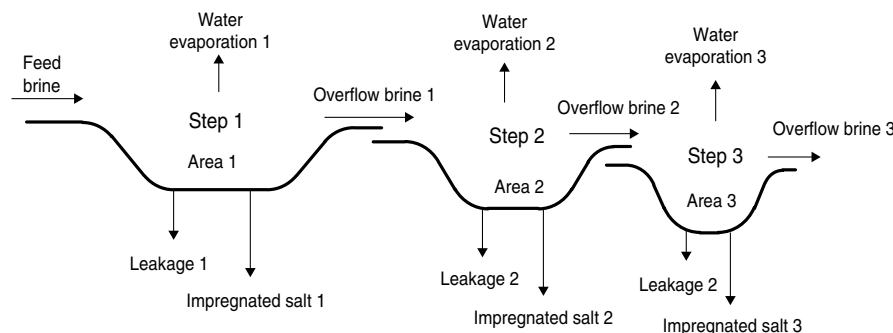 Feed
brine
Water
evaporation 1
Step 1
Area 1
Leakage 1
Impregnated salt 1
Overflow brine 1
Water
evaporation 2
Step 2
Area 2
Leakage 2
Impregnated salt 2
Overflow brine 2
Water
evaporation 3
Step 3
Area 3
Leakage 2
Impregnated salt 3
Overflow brine 3